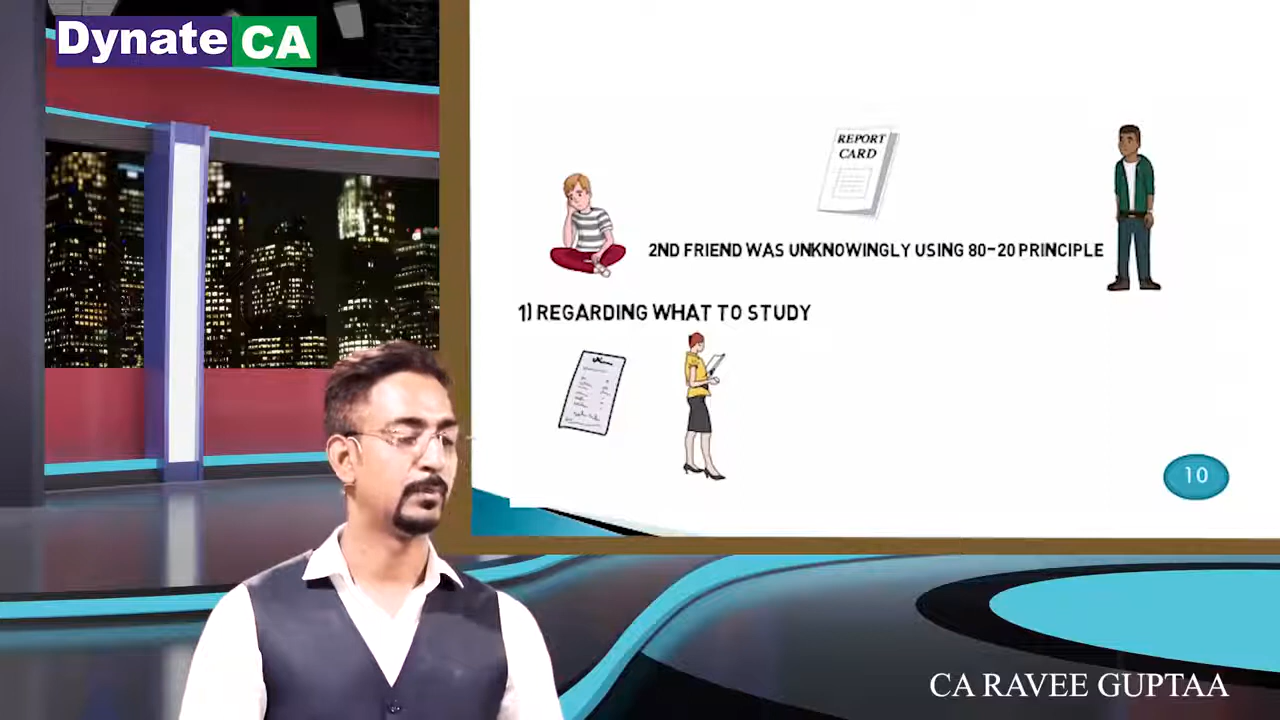 Dynate CA
REPORT
CARD
2ND FRIEND WAS UNKNOWINGLY USING 80-20 PRINCIPLE
1) REGARDING WHAT TO STUDY
10
CA RAVEE GUPTAA